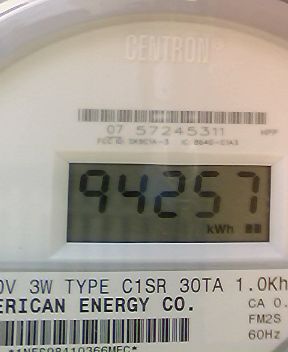 CENTRON®
07 57245311
94257
kWh
0V 3W TYPE C1SR 30TA 1.0Kh
ERICAN ENERGY CO.
CA 0.
FM2S
60Hz